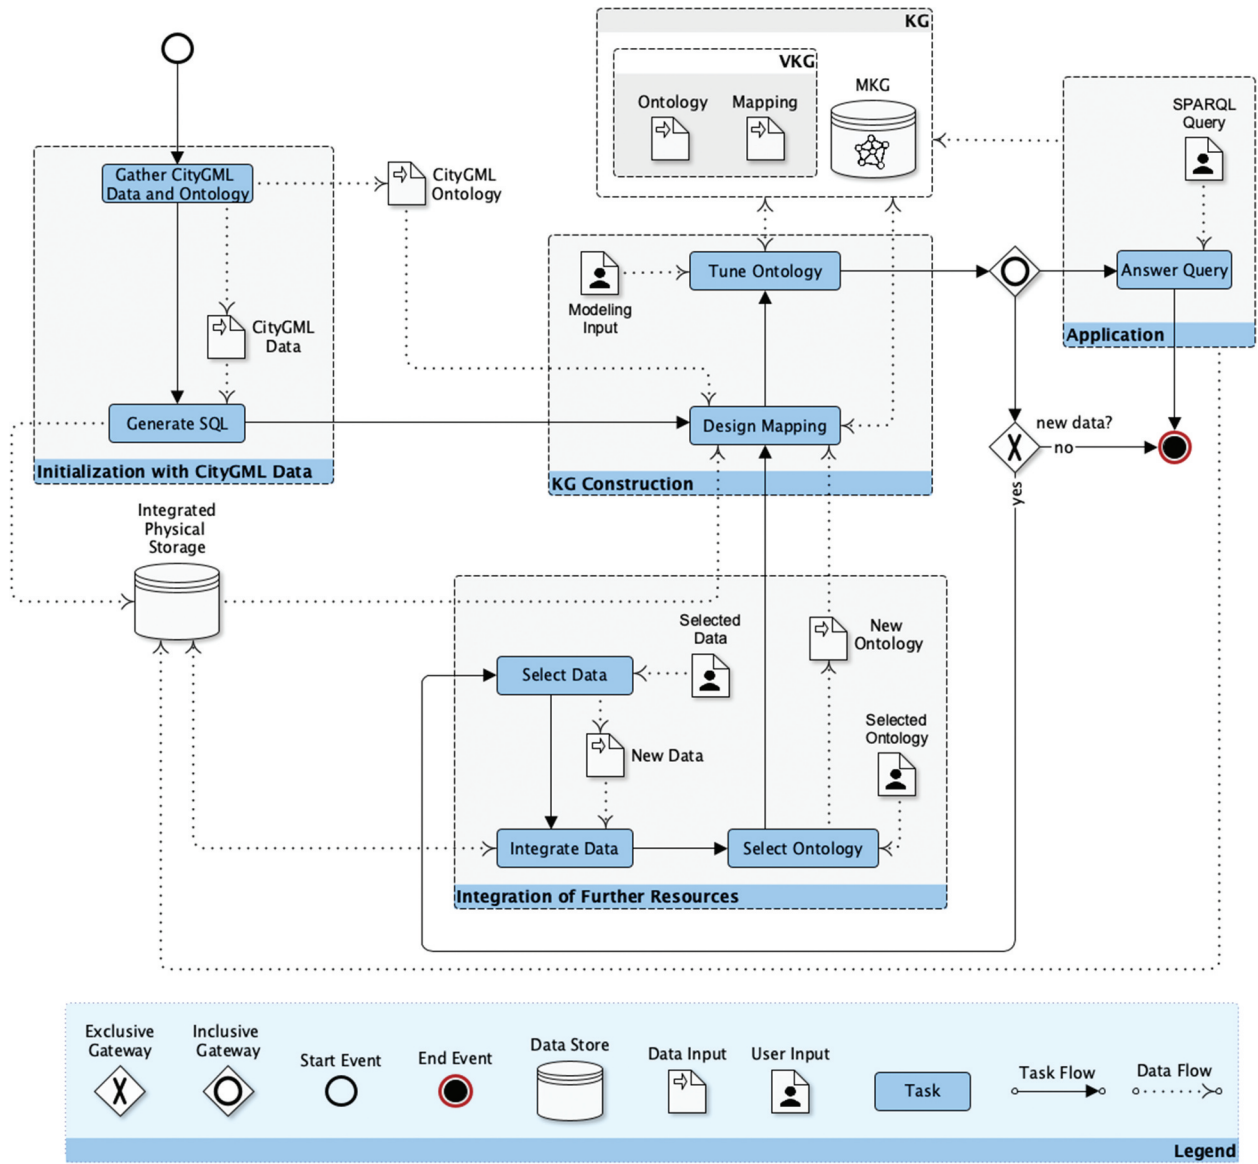 KG
VKG
Ontology
Mapping
MKG
SPARQL
Query
Gather CityGML
Data and Ontology
CityGML
Ontology
Tune Ontology
Answer Query
Modeling
Input
CityGML
Data
Application
Generate SQL
Design Mapping
new data?
no
yes
Initialization with CityGML Data
KG Construction
Integrated
Physical
Storage
Selected
Data
New
Ontology
Select Data
New Data
Selected
Ontology
Integrate Data
Select Ontology
Integration of Further Resources
Exclusive
Gateway
X
Inclusive
Gateway
Start Event
End Event
Data Store
Data Input
User Input
Task
Task Flow
Data Flow
Legend